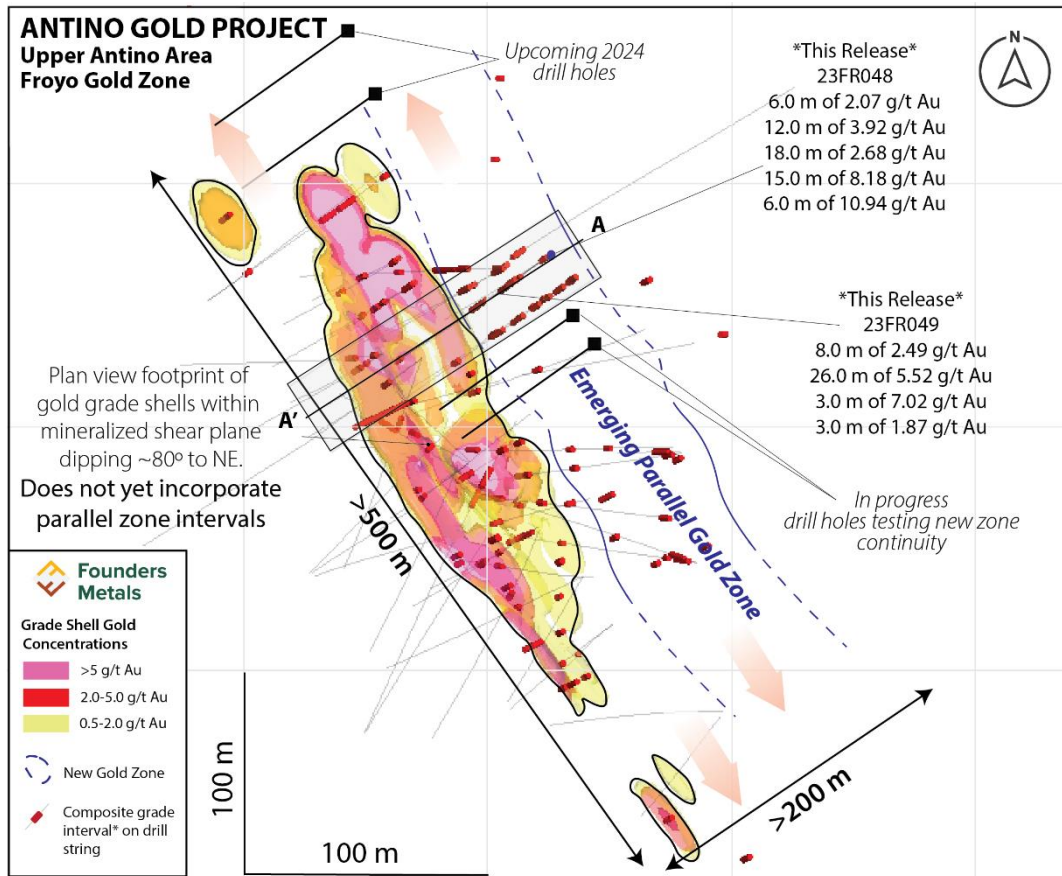 ANTINO GOLD PROJECT
Upper Antino Area
Froyo Gold Zone
Upcoming 2024
drill holes
N
*This Release*
23FR048
6.0 m of 2.07 g/t Au
12.0 m of 3.92 g/t Au
18.0 m of 2.68 g/t Au
15.0 m of 8.18 g/t Au
6.0 m of 10.94 g/t Au
A
*This Release*
23FR049
8.0 m of 2.49 g/t Au
26.0 m of 5.52 g/t Au
3.0 m of 7.02 g/t Au
3.0 m of 1.87 g/t Au
Plan view footprint of
gold grade shells within
mineralized shear plane
dipping ~80º to NE.
Does not yet incorporate
parallel zone intervals
A'
>500 m
Emerging Parallel Gold Zone
In progress
drill holes testing new zone
continuity
Founders
Metals
Grade Shell Gold
Concentrations
>5 g/t Au
2.0-5.0 g/t Au
0.5-2.0 g/t Au
New Gold Zone
Composite grade
interval* on drill
string
100 m
100 m
>200 m